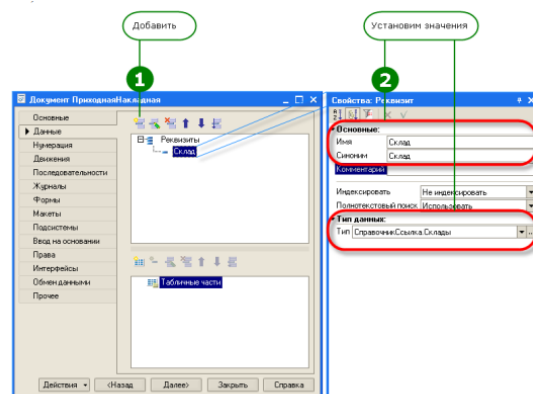 Добавить
Установим значения
1
2
Документ ПриходнаяНакладная
Основные
Данные
Нумерация
Движения
Последовательности
Журналы
Формы
Макеты
Подсистемы
Ввод на основании
Права
Интерфейсы
Обмен данными
Прочее
Реквизиты
Склад
Табличные части
Действия
<Назад
Далее>
Закрыть
Справка
Свойства: Реквизит
Основные:
Имя Склад
Синоним Склад
Комментарий
Индексировать Не индексировать
Полнотекстовый поиск Использовать
Тип данных:
Тип СправочникСсылка.Склады